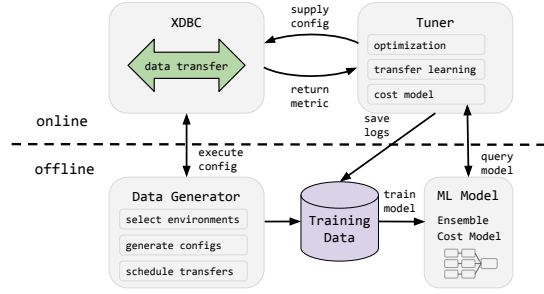 XDBC
data transfer
supply
config
return
metric
Tuner
optimization
transfer learning
cost model
online
offline
execute
config
save
logs
query
model
Data Generator
select environments
generate configs
schedule transfers
Training
Data
train
model
ML Model
Ensemble
Cost Model